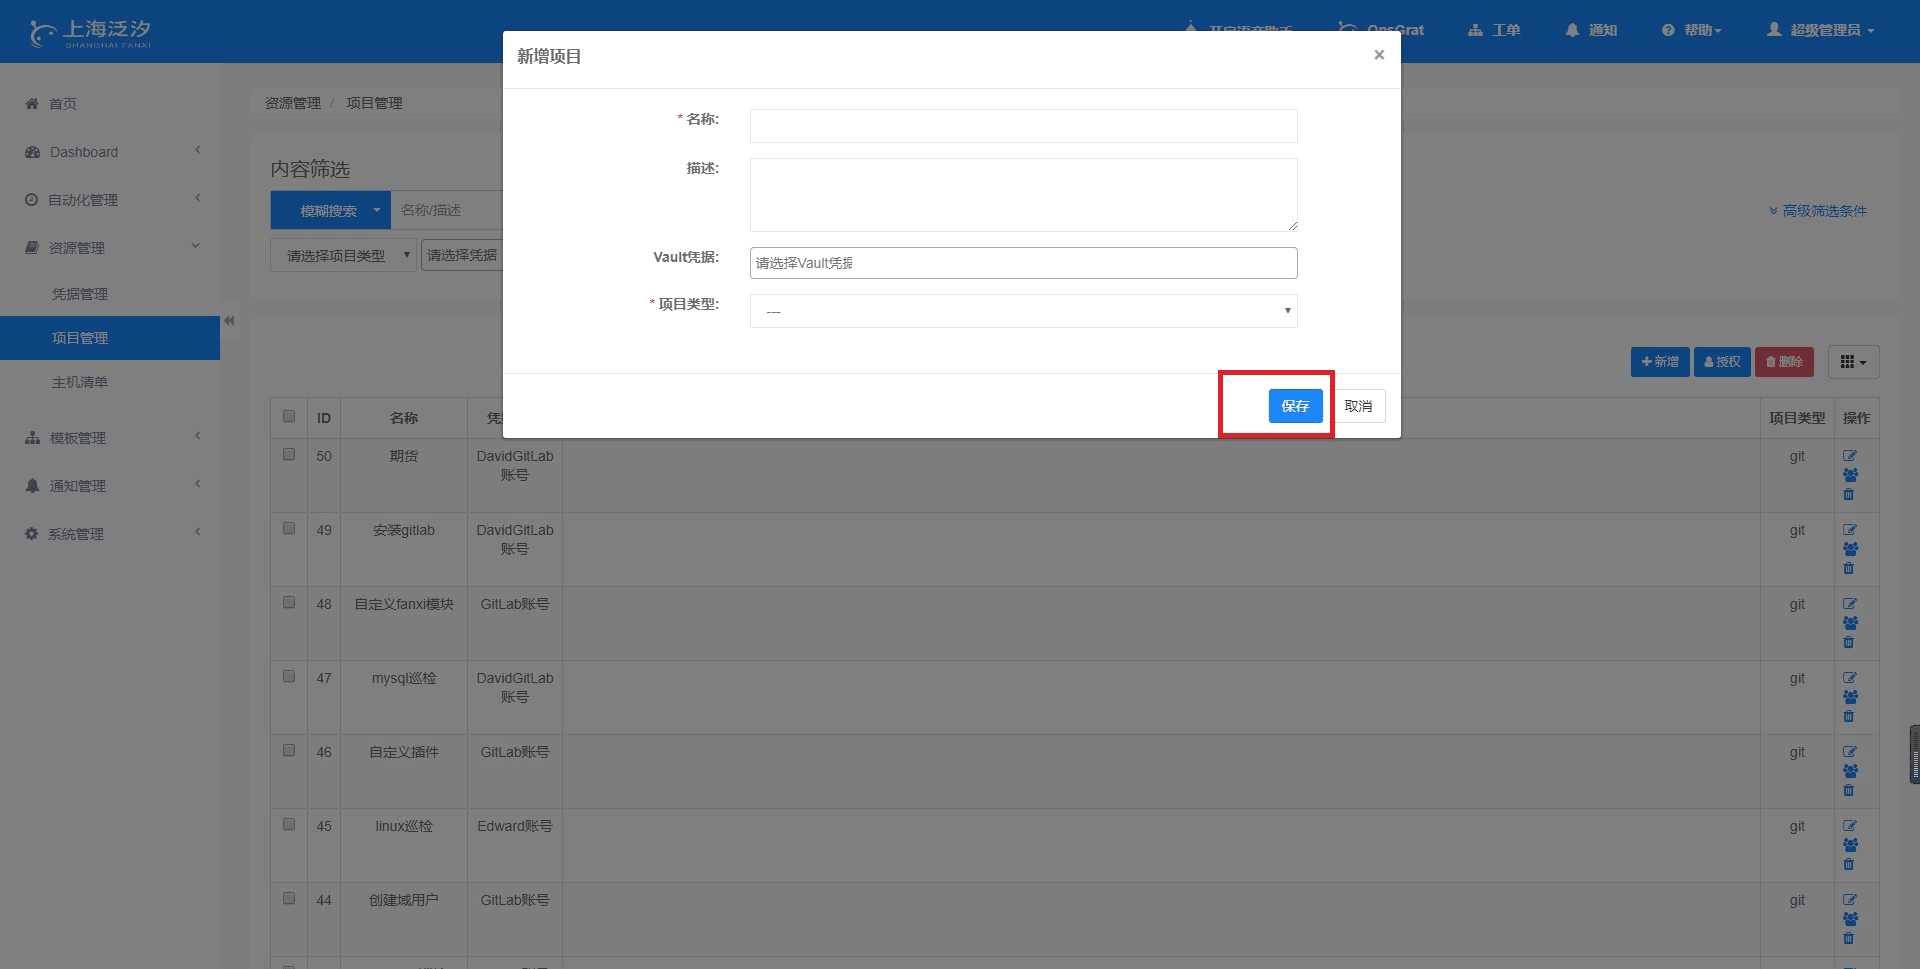 上海泛汐
SHANGHAI FANXI
OpsGrat
工单
通知
帮助
超级管理员
首页
Dashboard
自动化管理
资源管理
凭据管理
项目管理
主机清单
模板管理
通知管理
系统管理
资源管理 / 项目管理
内容筛选
模糊搜索
名称/描述
高级筛选条件
请选择项目类型
请选择凭据
新增项目
×
* 名称:
描述:
Vault凭据:
请选择Vault凭据
* 项目类型:
---
保存
取消
新增
授权
删除
ID 名称 项目类型 操作
50 期货 DavidGitLab账号 git
49 安装gitlab DavidGitLab账号 git
48 自定义fanxi模块 GitLab账号 git
47 mysql巡检 DavidGitLab账号 git
46 自定义插件 GitLab账号 git
45 linux巡检 Edward账号 git
44 创建域用户 GitLab账号 git